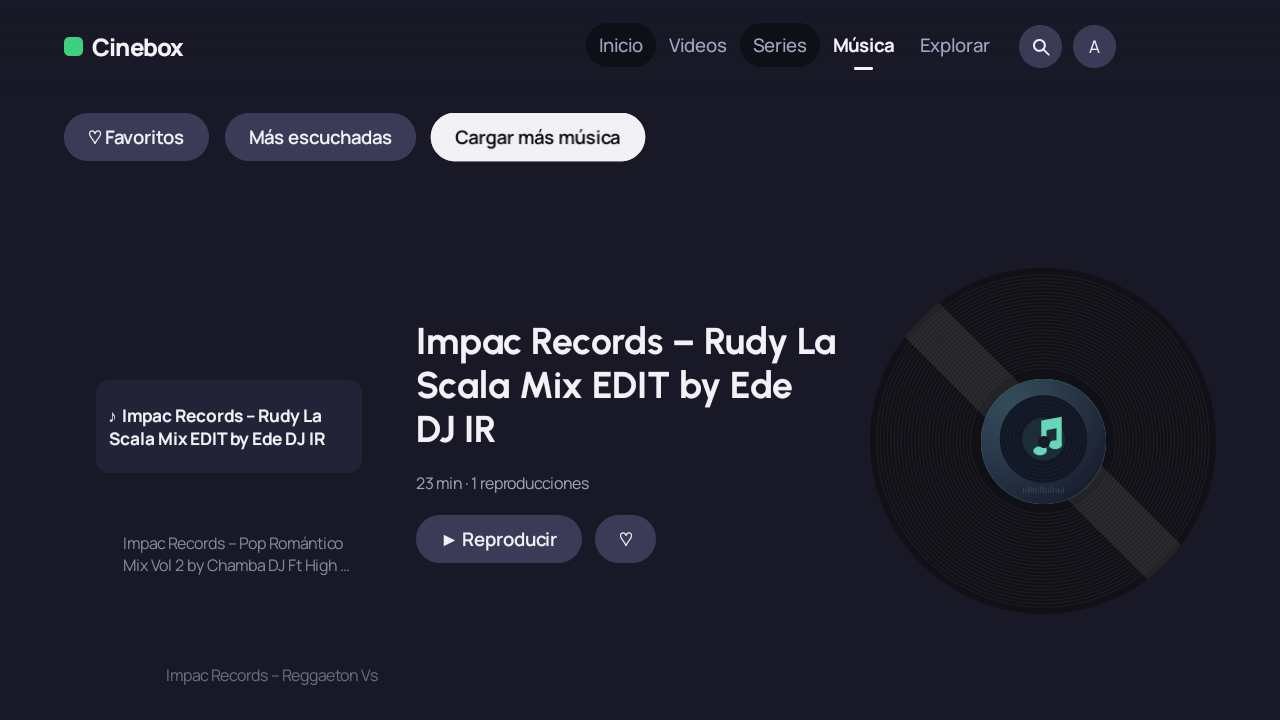 Cinebox
Inicio Videos Series Música Explorar A
♡ Favoritos Más escuchadas Cargar más música
Impac Records – Rudy La
Scala Mix EDIT by Ede
DJ IR
♪ Impac Records – Rudy La
Scala Mix EDIT by Ede DJ IR
23 min · 1 reproducciones
► Reproducir ♡
Impac Records – Pop Romántico
Mix Vol 2 by Chamba DJ Ft High ...
Impac Records – Reggaeton Vs